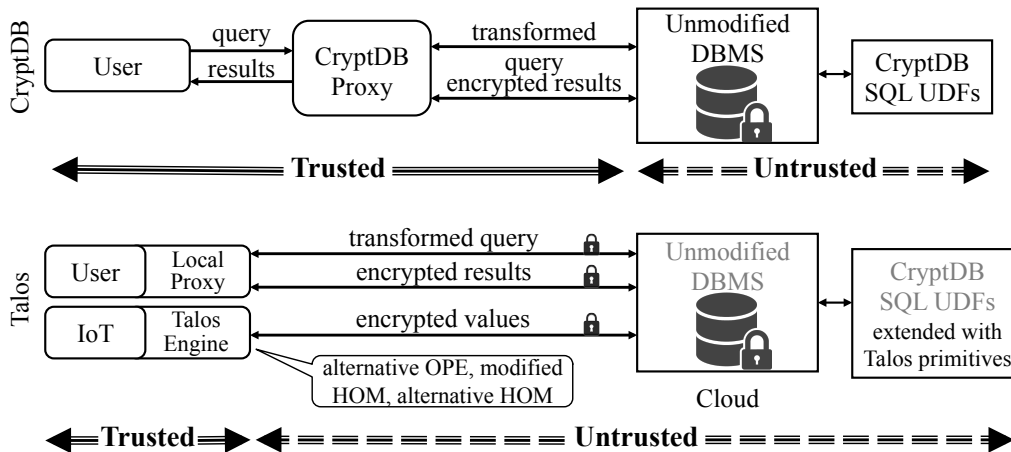 CryptDB
User
query
results
CryptDB
Proxy
transformed
query
encrypted results
Unmodified
DBMS
CryptDB
SQL UDFs
Trusted
Untrusted
Talos
User
Local
Proxy
IoT
Talos
Engine
transformed query
encrypted results
encrypted values
alternative OPE, modified
HOM, alternative HOM
Unmodified
DBMS
Cloud
CryptDB
SQL UDFs
extended with
Talos primitives
Trusted
Untrusted